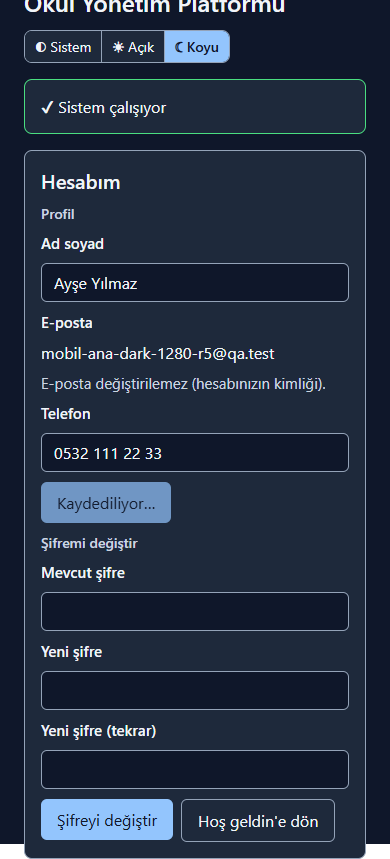 Okul Yönetim Platformu
Sistem
Açık
Koyu
✓ Sistem çalışıyor
Hesabım
Profil
Ad soyad
Ayşe Yılmaz
E-posta
mobil-ana-dark-1280-r5@qa.test
E-posta değiştirilemez (hesabınızın kimliği).
Telefon
0532 111 22 33
Kaydediliyor...
Şifremi değiştir
Mevcut şifre
Yeni şifre
Yeni şifre (tekrar)
Şifreyi değiştir
Hoş geldin'e dön